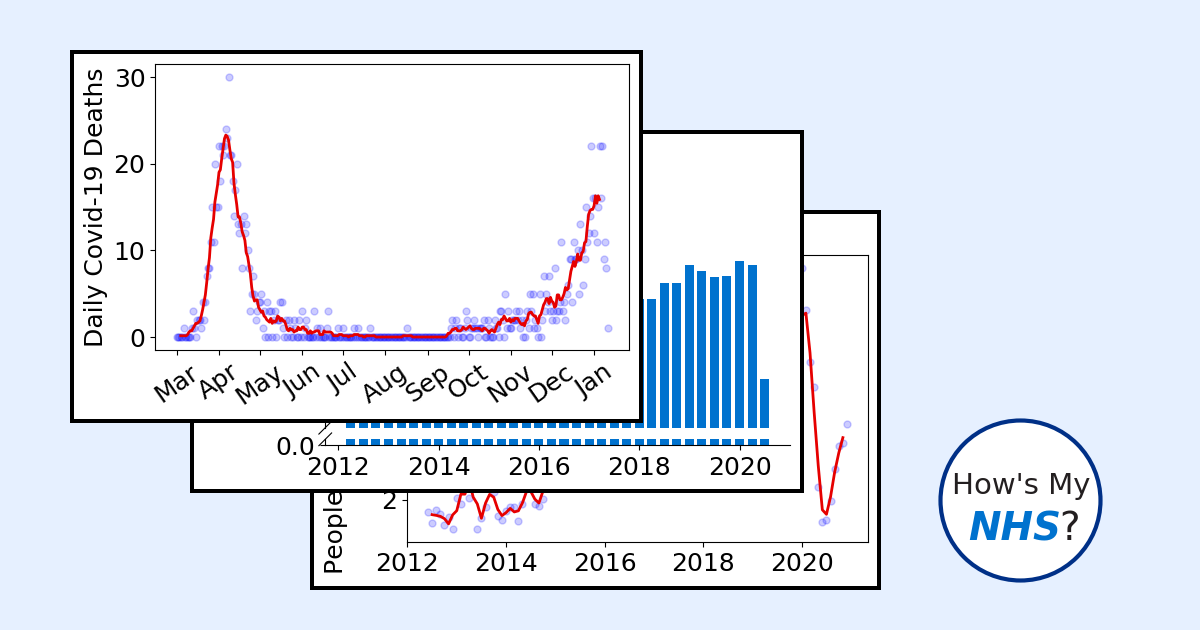 Daily Covid-19 Deaths
30
20
10
0
Mar Apr May Jun Jul Aug Sep Oct Nov Dec Jan
0.0
2012 2014 2016 2018 2020
People
2
2012 2014 2016 2018 2020
How's My
NHS?